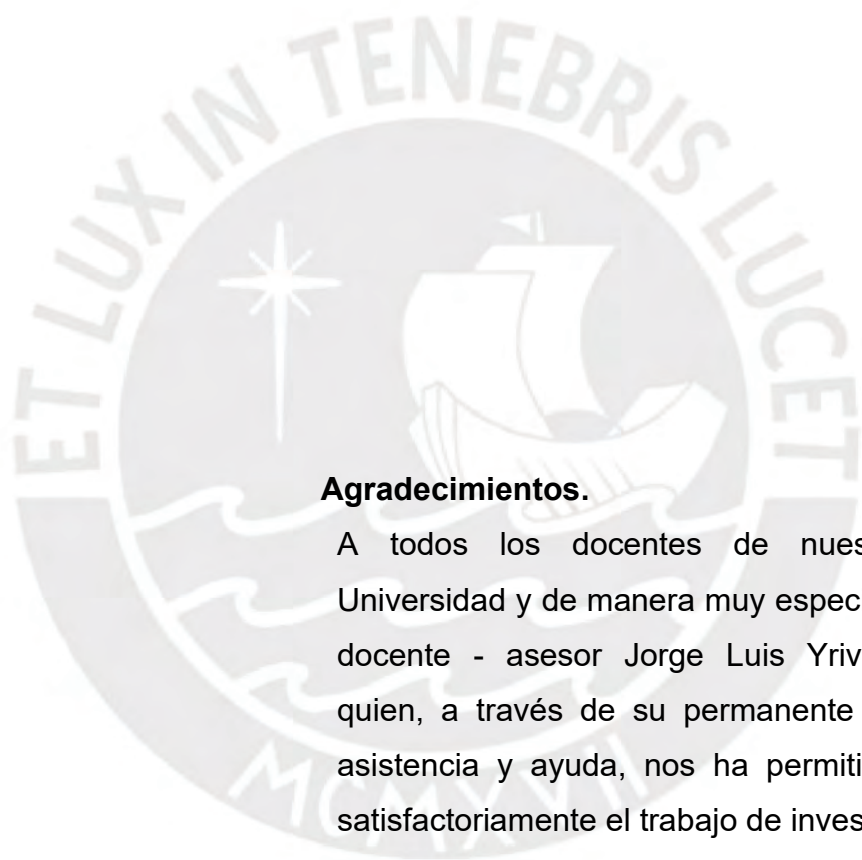 ET LUX IN TENEBRIS LUCET
Agradecimientos.
A todos los docentes de nues
Universidad y de manera muy espec
docente - asesor Jorge Luis Yriv
quien, a través de su permanente
asistencia y ayuda, nos ha permiti
satisfactoriamente el trabajo de inves
MCMXVII